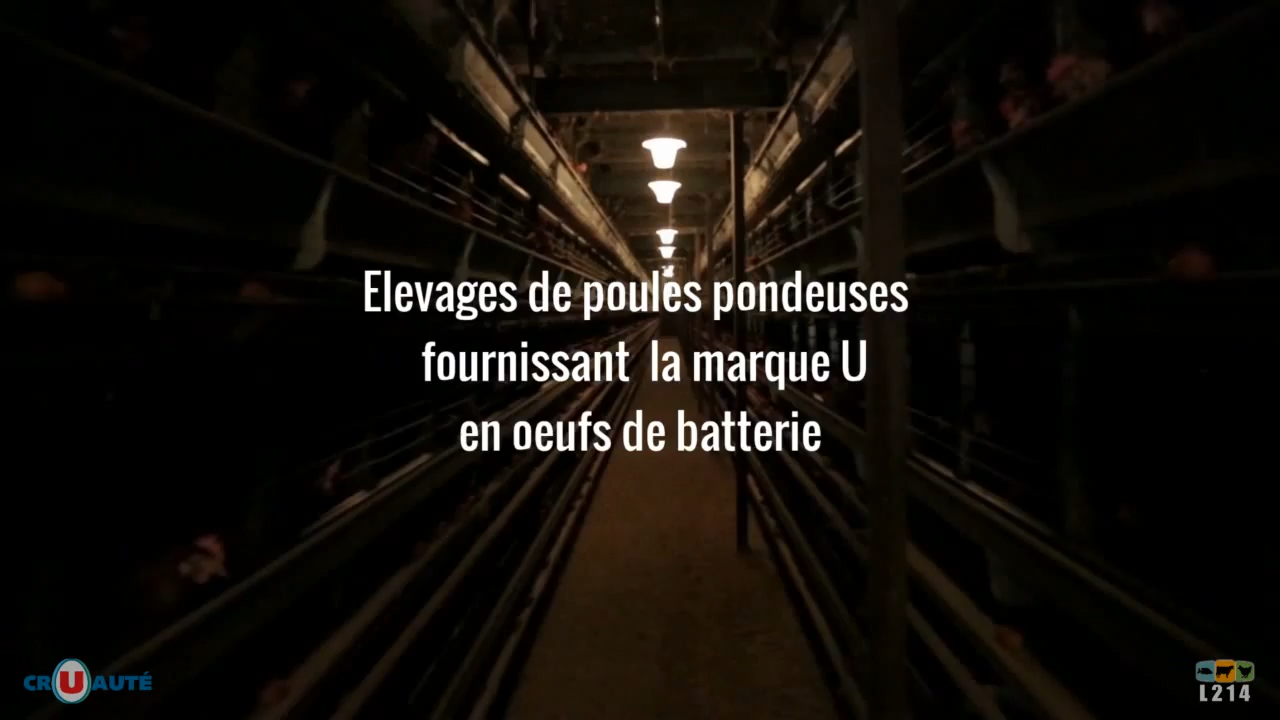 Elevages de poules pondeuses
fournissant la marque U
en oeufs de batterie
CRUAUTÉ
L214